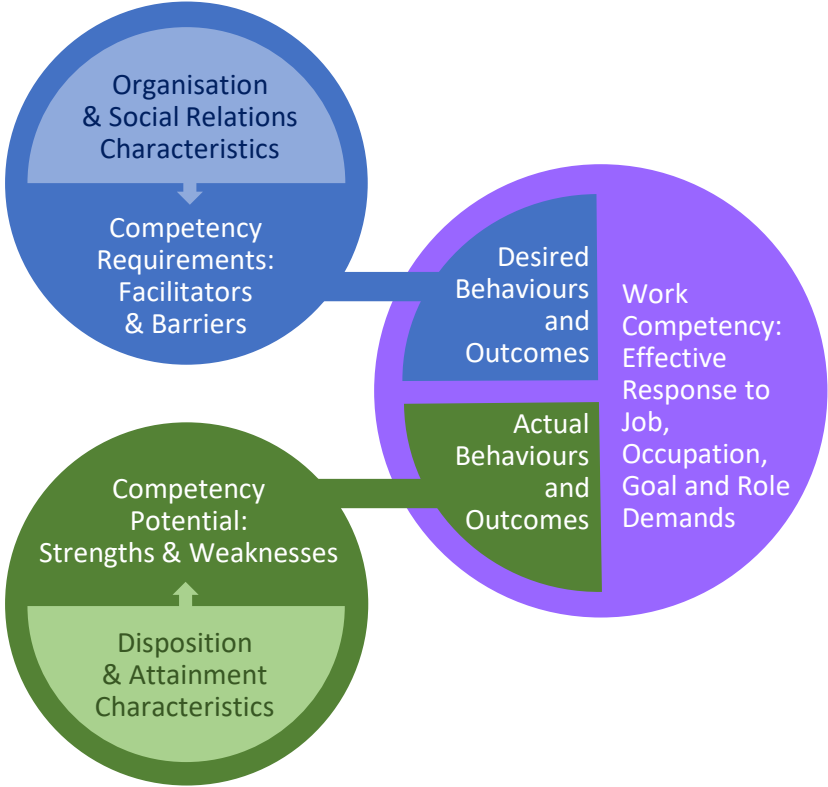 Organisation
& Social Relations
Characteristics
Competency
Requirements:
Facilitators
& Barriers
Desired
Behaviours
and
Outcomes
Work
Competency:
Effective
Response to
Job,
Occupation,
Goal and Role
Demands
Actual
Behaviours
and
Outcomes
Competency
Potential:
Strengths & Weaknesses
Disposition
& Attainment
Characteristics